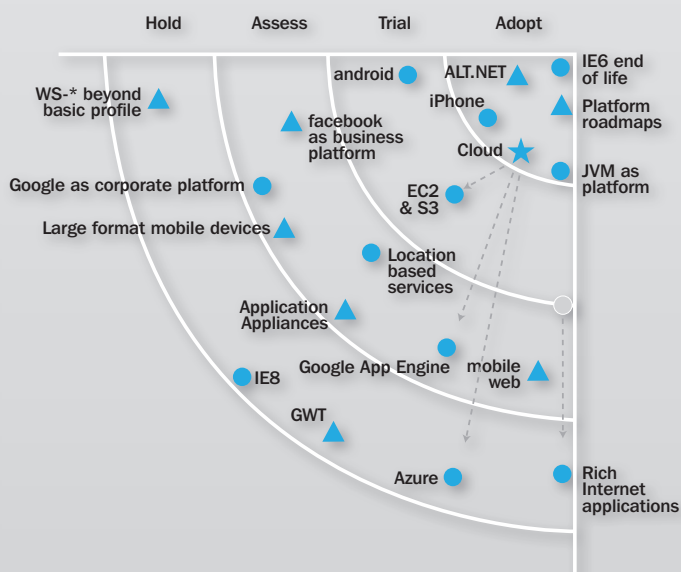 Hold
Assess
Trial
Adopt
android
ALT.NET
IE6 end
of life
WS-* beyond
basic profile
iPhone
Platform
roadmaps
facebook
as business
platform
Cloud
JVM as
platform
Google as corporate platform
EC2
& S3
Large format mobile devices
Location
based
services
Application
Appliances
Google App Engine
mobile
web
IE8
GWT
Azure
Rich
Internet
applications